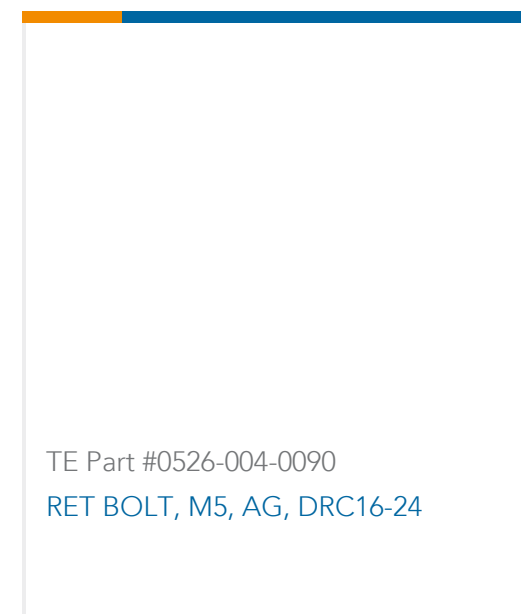 TE Part #0526-004-0090
RET BOLT, M5, AG, DRC16-24